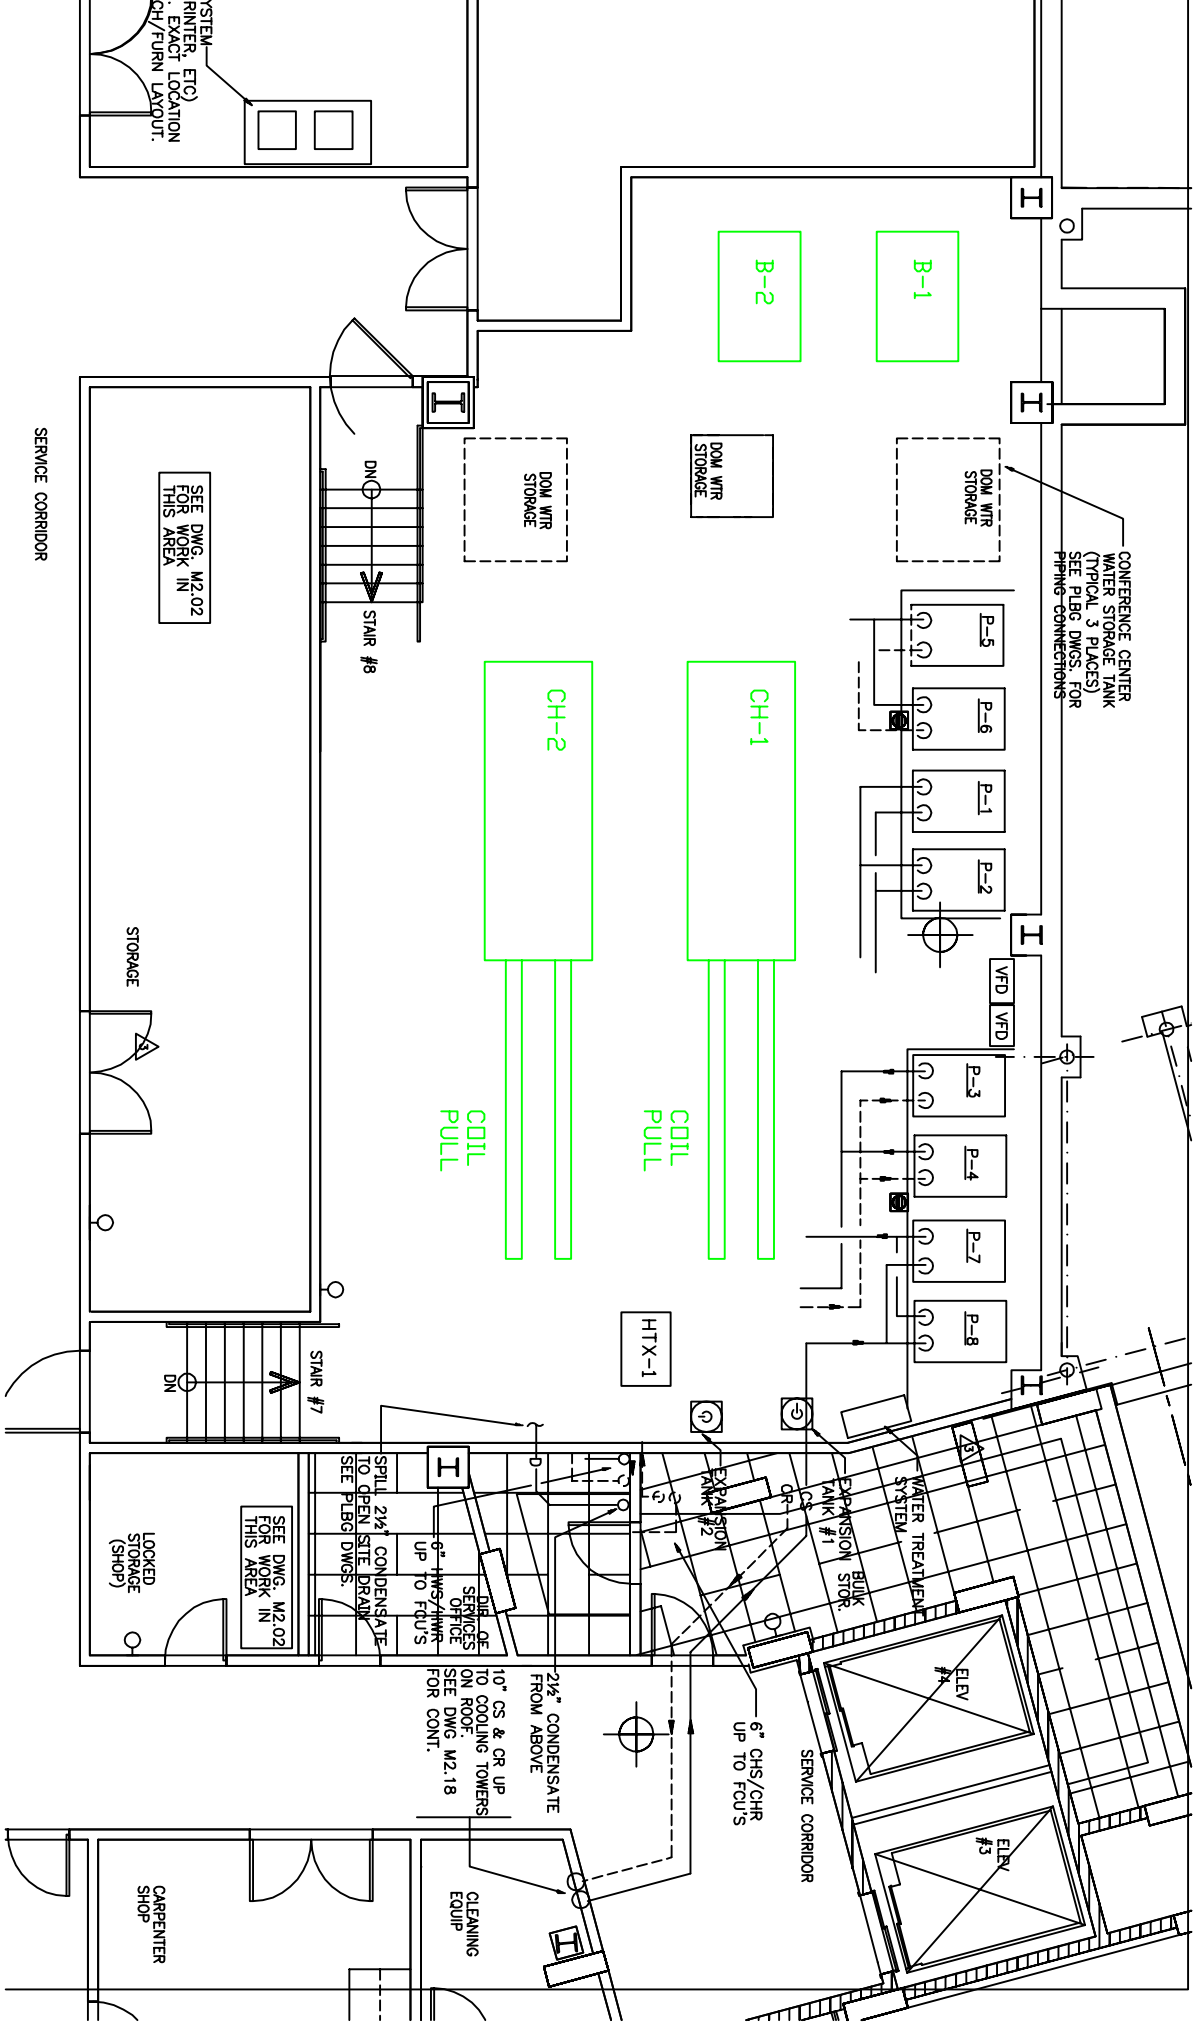 YSTEM
RINTER, ETC)
. EXACT LOCATION
CH/FURN LAYOUT.
B-1
B-2
SERVICE CORRIDOR
SEE DWG. M2.02
FOR WORK IN
THIS AREA
DN
STAIR #8
DOM WTR
STORAGE
DOM WTR
STORAGE
DOM WTR
STORAGE
CONFERENCE CENTER
WATER STORAGE TANK
(TYPICAL 3 PLACES)
SEE PLBG DWGS. FOR
PIPING CONNECTIONS
P-5
P-6
P-1
P-2
CH-1
CH-2
VFD
VFD
STORAGE
3
COIL
PULL
COIL
PULL
P-3
P-4
P-7
P-8
HTX-1
STAIR #7
DN
3
WATER TREATMENT
SYSTEM
EXPANSION
TANK #1
BULK
STOR.
CS
CR
EXPANSION
TANK #2
D
SPILL 2½" CONDENSATE
TO OPEN SITE DRAIN
SEE PLBG DWGS.
6" HWS/HWR
UP TO FCU'S
DIR. OF
SERVICES
OFFICE
SEE DWG. M2.02
FOR WORK IN
THIS AREA
LOCKED
STORAGE
(SHOP)
ELEV
#4
ELEV
#3
2½" CONDENSATE
FROM ABOVE
10" CS & CR UP
TO COOLING TOWERS
ON ROOF.
SEE DWG M2.18
FOR CONT.
6" CHS/CHR
UP TO FCU'S
SERVICE CORRIDOR
CLEANING
EQUIP
CARPENTER
SHOP